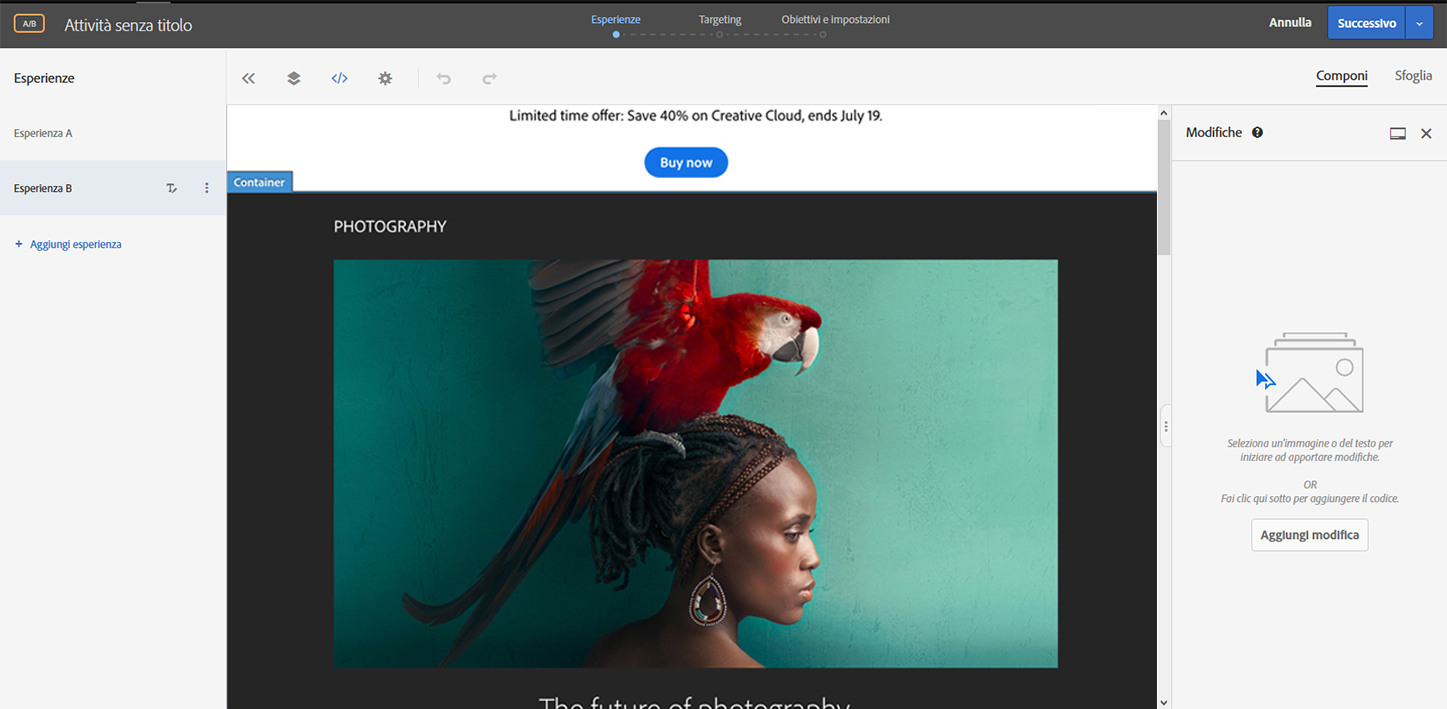 A/B
Attività senza titolo
Esperienze
Targeting
Obiettivi e impostazioni
Annulla
Successivo
Esperienze
Componi
Sfoglia
Esperienza A
Esperienza B
+ Aggiungi esperienza
Limited time offer: Save 40% on Creative Cloud, ends July 19.
Buy now
Container
PHOTOGRAPHY
The future of photography
Modifiche
Seleziona un'immagine o del testo per
iniziare ad apportare modifiche.
OR
Fai clic qui sotto per aggiungere il codice.
Aggiungi modifica